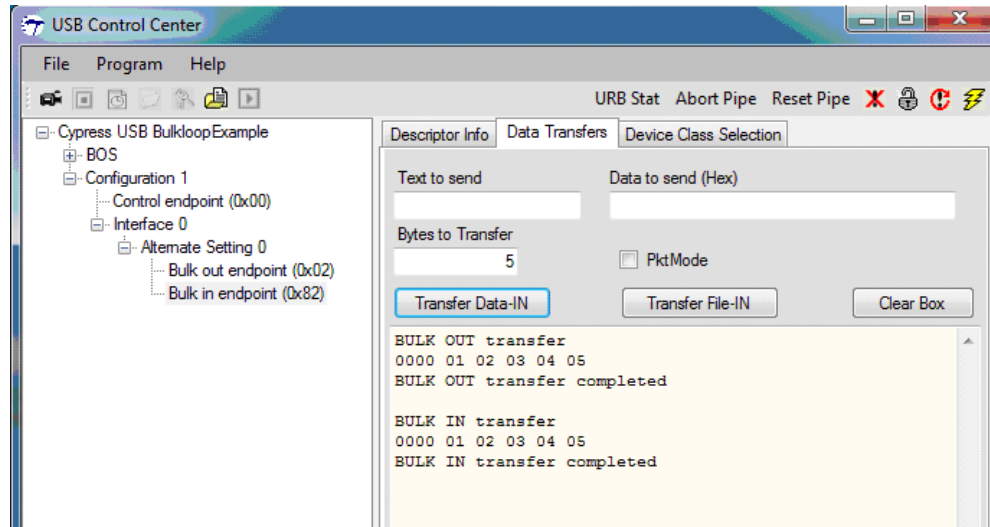 USB Control Center
File Program Help
URB Stat Abort Pipe Reset Pipe
Cypress USB BulkloopExample
BOS
Configuration 1
Control endpoint (0x00)
Interface 0
Alternate Setting 0
Bulk out endpoint (0x02)
Bulk in endpoint (0x82)
Descriptor Info Data Transfers Device Class Selection
Text to send Data to send (Hex)
Bytes to Transfer
5 PktMode
Transfer Data-IN Transfer File-IN Clear Box
BULK OUT transfer
0000 01 02 03 04 05
BULK OUT transfer completed
BULK IN transfer
0000 01 02 03 04 05
BULK IN transfer completed